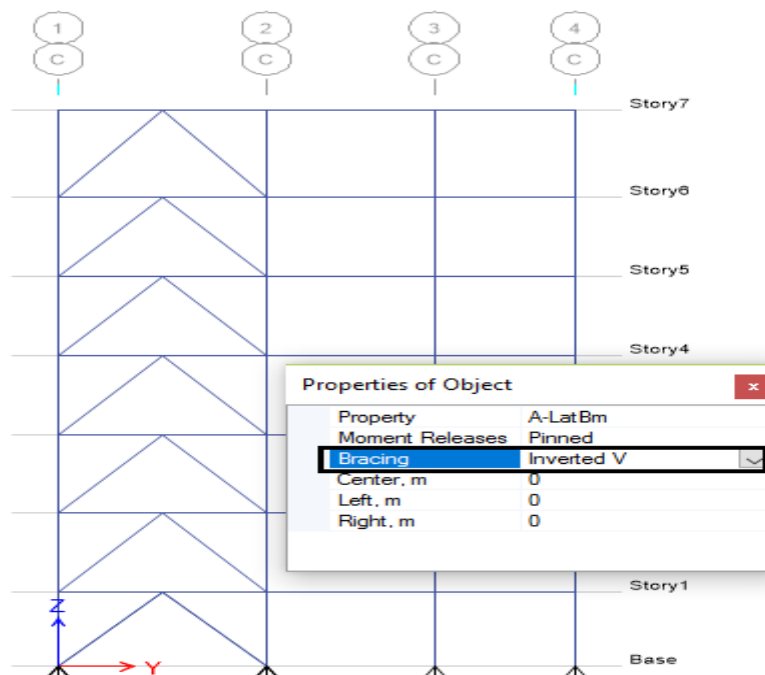 1 2 3 4
C C C C
Story7
Story6
Story5
Story4
Properties of Object x
Property A-LatBm
Moment Releases Pinned
Bracing Inverted V
Center, m 0
Left, m 0
Right, m 0
Story1
Z
Y
Base